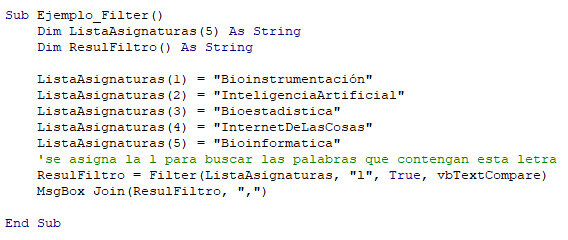 Sub Ejemplo_Filter()
Dim ListaAsignaturas(5) As String
Dim ResulFiltro() As String
ListaAsignaturas(1) = "Bioinstrumentación"
ListaAsignaturas(2) = "InteligenciaArtificial"
ListaAsignaturas(3) = "Bioestadistica"
ListaAsignaturas(4) = "InternetDeLasCosas"
ListaAsignaturas(5) = "Bioinformatica"
'se asigna la l para buscar las palabras que contengan esta letra
ResulFiltro = Filter(ListaAsignaturas, "l", True, vbTextCompare)
MsgBox Join(ResulFiltro, ",")
End Sub